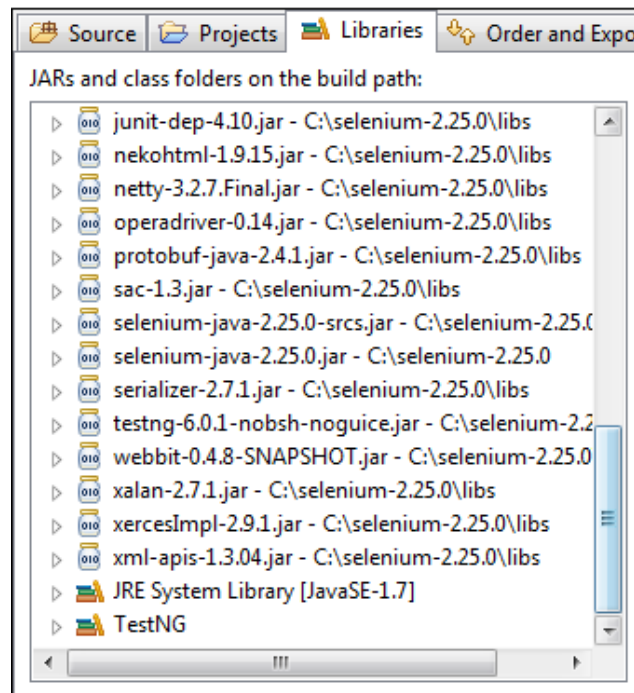 Source Projects Libraries Order and Expo
JARs and class folders on the build path:
junit-dep-4.10.jar - C:\selenium-2.25.0\libs
nekohtml-1.9.15.jar - C:\selenium-2.25.0\libs
netty-3.2.7.Final.jar - C:\selenium-2.25.0\libs
operadriver-0.14.jar - C:\selenium-2.25.0\libs
protobuf-java-2.4.1.jar - C:\selenium-2.25.0\libs
sac-1.3.jar - C:\selenium-2.25.0\libs
selenium-java-2.25.0-srcs.jar - C:\selenium-2.25.0
selenium-java-2.25.0.jar - C:\selenium-2.25.0
serializer-2.7.1.jar - C:\selenium-2.25.0\libs
testng-6.0.1-nobsh-noguice.jar - C:\selenium-2.2
webbit-0.4.8-SNAPSHOT.jar - C:\selenium-2.25.0
xalan-2.7.1.jar - C:\selenium-2.25.0\libs
xercesImpl-2.9.1.jar - C:\selenium-2.25.0\libs
xml-apis-1.3.04.jar - C:\selenium-2.25.0\libs
JRE System Library [JavaSE-1.7]
TestNG